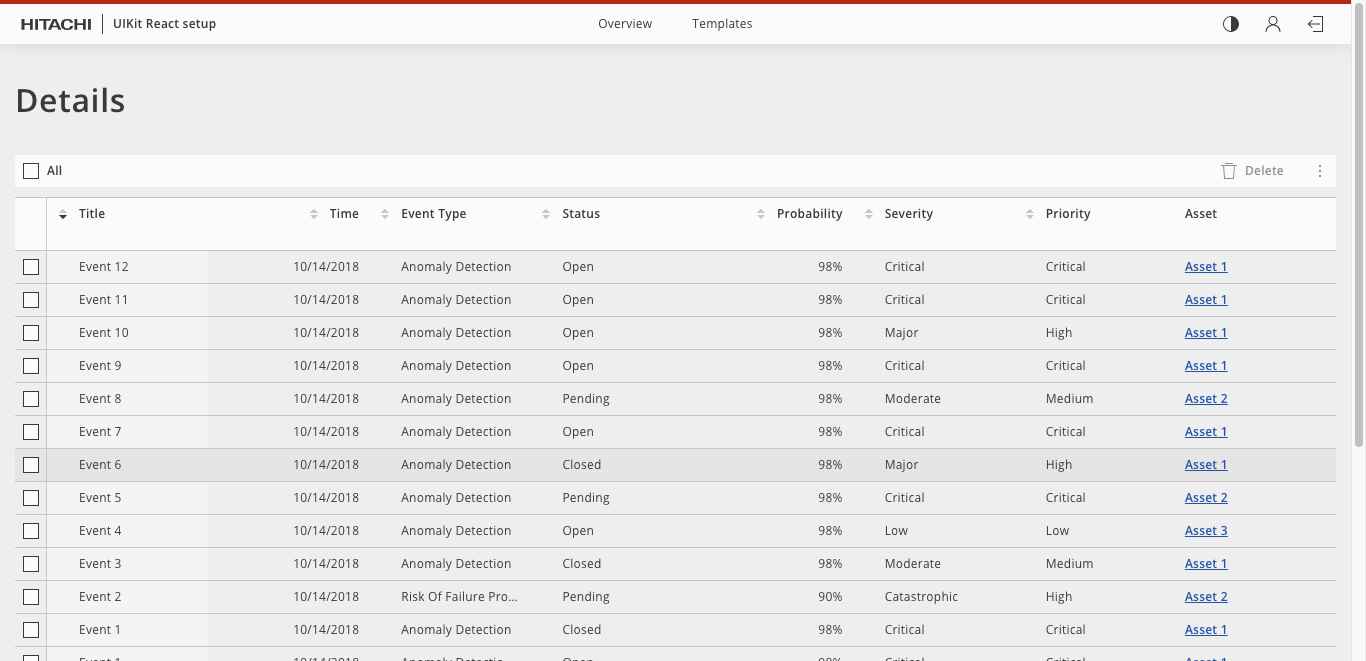 HITACHI UIKit React setup Overview Templates
Details
All Delete
Title Time Event Type Status Probability Severity Priority Asset
Event 12 10/14/2018 Anomaly Detection Open 98% Critical Critical Asset 1
Event 11 10/14/2018 Anomaly Detection Open 98% Critical Critical Asset 1
Event 10 10/14/2018 Anomaly Detection Open 98% Major High Asset 1
Event 9 10/14/2018 Anomaly Detection Open 98% Critical Critical Asset 1
Event 8 10/14/2018 Anomaly Detection Pending 98% Moderate Medium Asset 2
Event 7 10/14/2018 Anomaly Detection Open 98% Critical Critical Asset 1
Event 6 10/14/2018 Anomaly Detection Closed 98% Major High Asset 1
Event 5 10/14/2018 Anomaly Detection Pending 98% Critical Critical Asset 2
Event 4 10/14/2018 Anomaly Detection Open 98% Low Low Asset 3
Event 3 10/14/2018 Anomaly Detection Closed 98% Moderate Medium Asset 1
Event 2 10/14/2018 Risk Of Failure Pro... Pending 90% Catastrophic High Asset 2
Event 1 10/14/2018 Anomaly Detection Closed 98% Critical Critical Asset 1